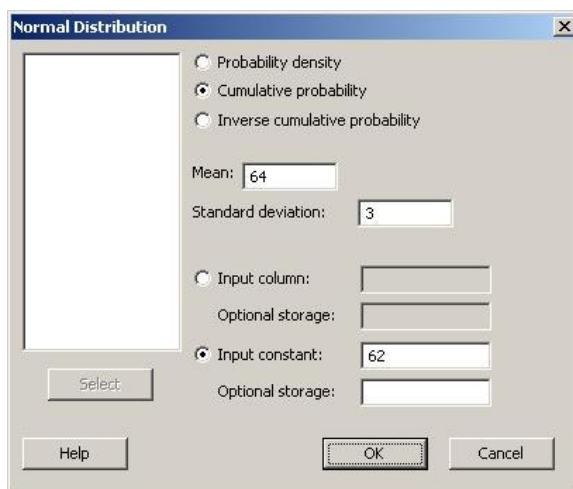 Normal Distribution
Probability density
Cumulative probability
Inverse cumulative probability
Mean: 64
Standard deviation: 3
Input column:
Optional storage:
Input constant: 62
Optional storage:
Select
Help OK Cancel